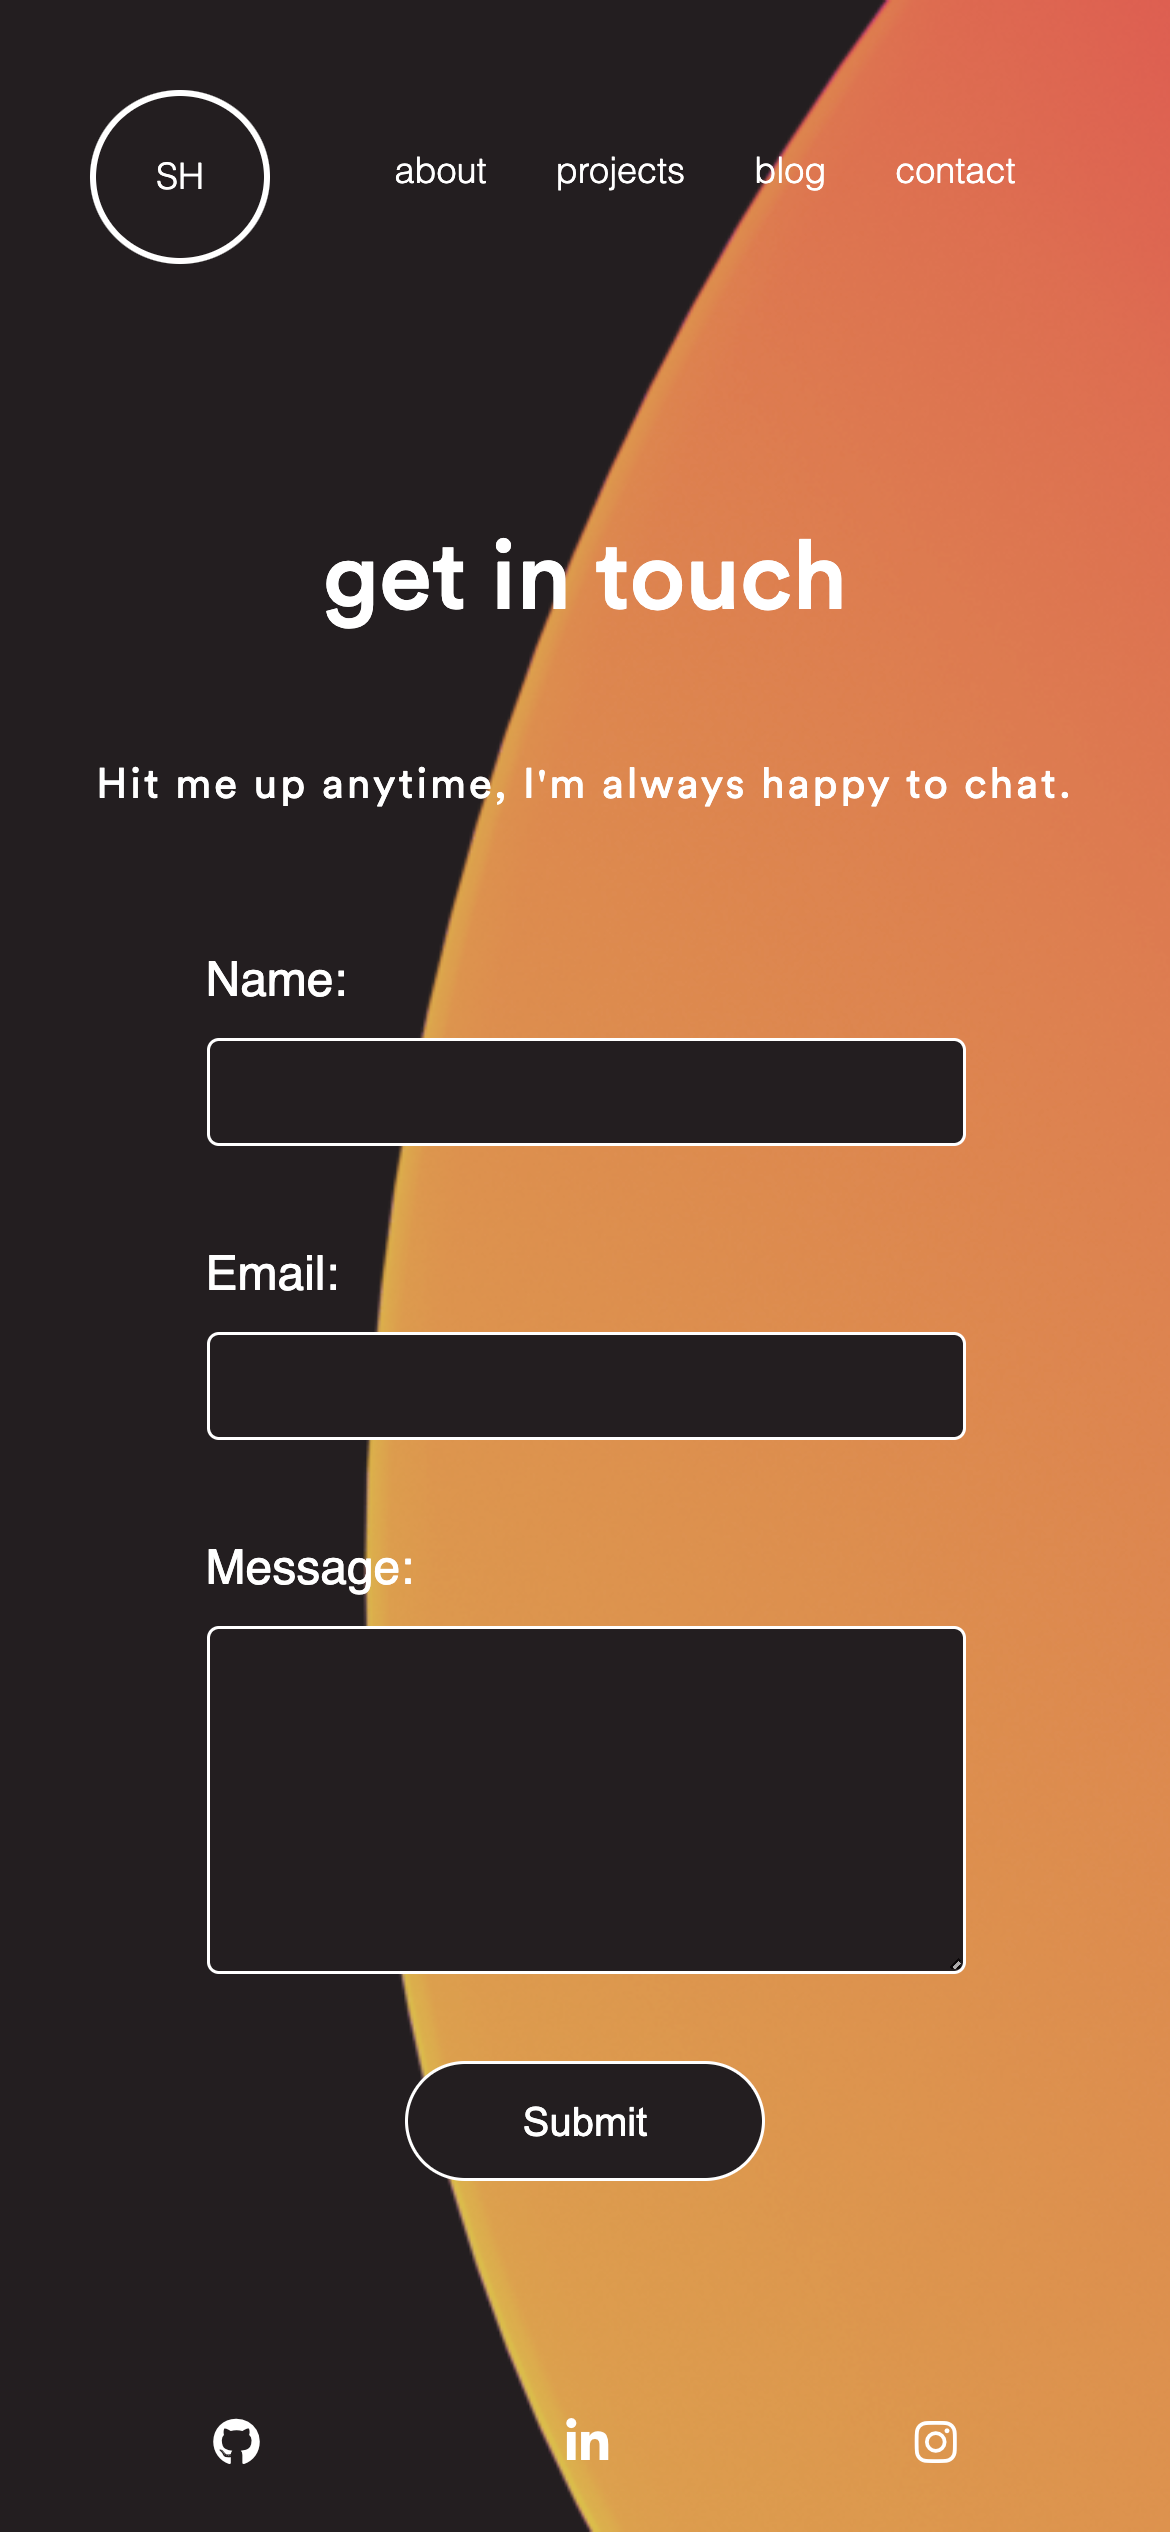 SH about projects blog contact
get in touch
Hit me up anytime, I'm always happy to chat.
Name:
Email:
Message:
Submit
in